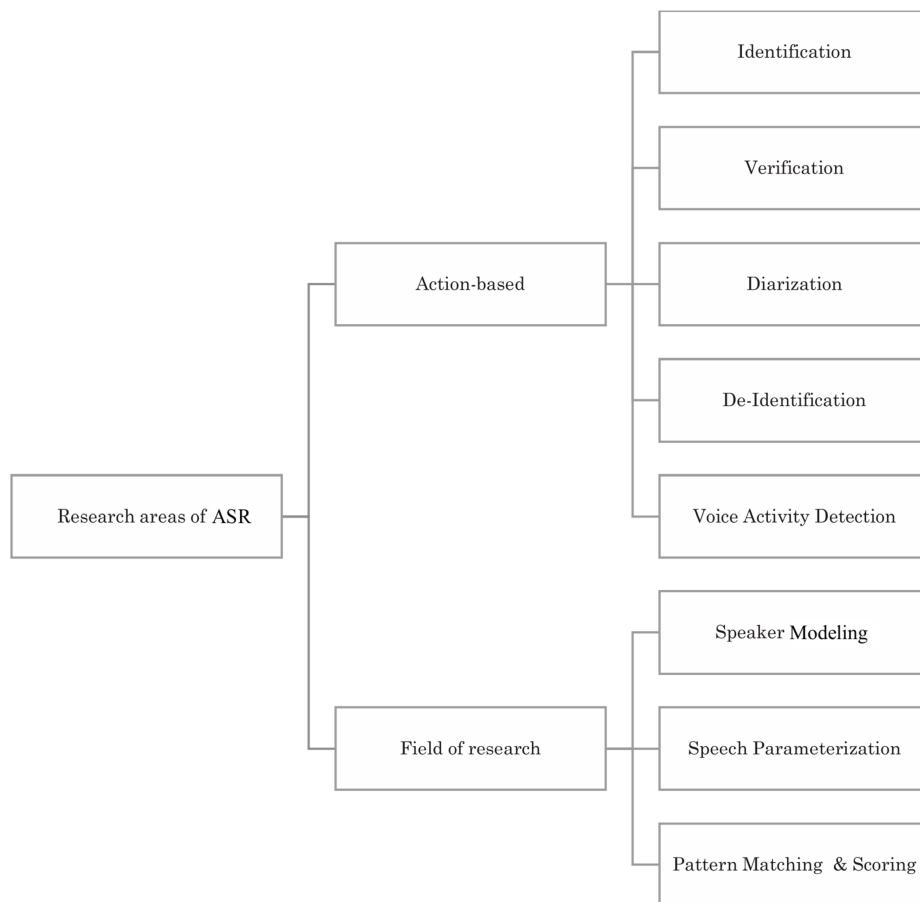 Research areas of ASR
Action-based
Identification
Verification
Diarization
De-Identification
Voice Activity Detection
Field of research
Speaker Modeling
Speech Parameterization
Pattern Matching & Scoring